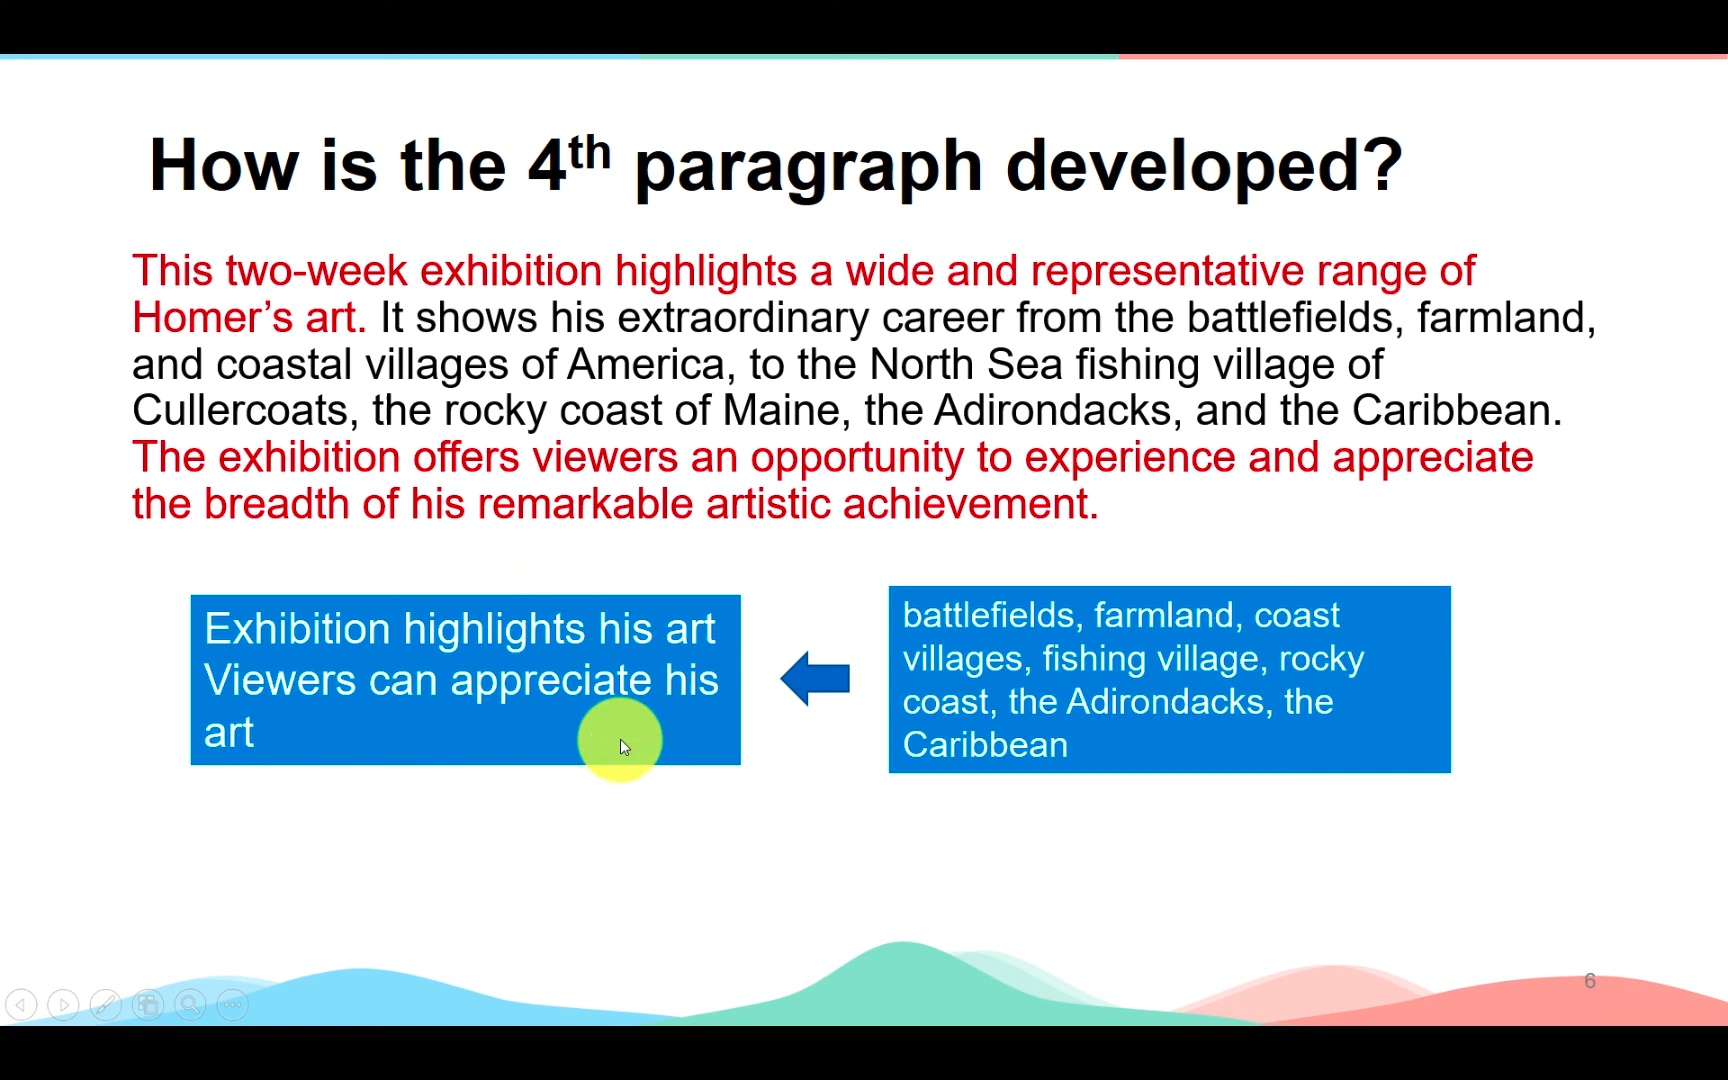 How is the 4th paragraph developed?
This two-week exhibition highlights a wide and representative range of
Homer’s art. It shows his extraordinary career from the battlefields, farmland,
and coastal villages of America, to the North Sea fishing village of
Cullercoats, the rocky coast of Maine, the Adirondacks, and the Caribbean.
The exhibition offers viewers an opportunity to experience and appreciate
the breadth of his remarkable artistic achievement.
Exhibition highlights his art
Viewers can appreciate his
art
battlefields, farmland, coast
villages, fishing village, rocky
coast, the Adirondacks, the
Caribbean
6